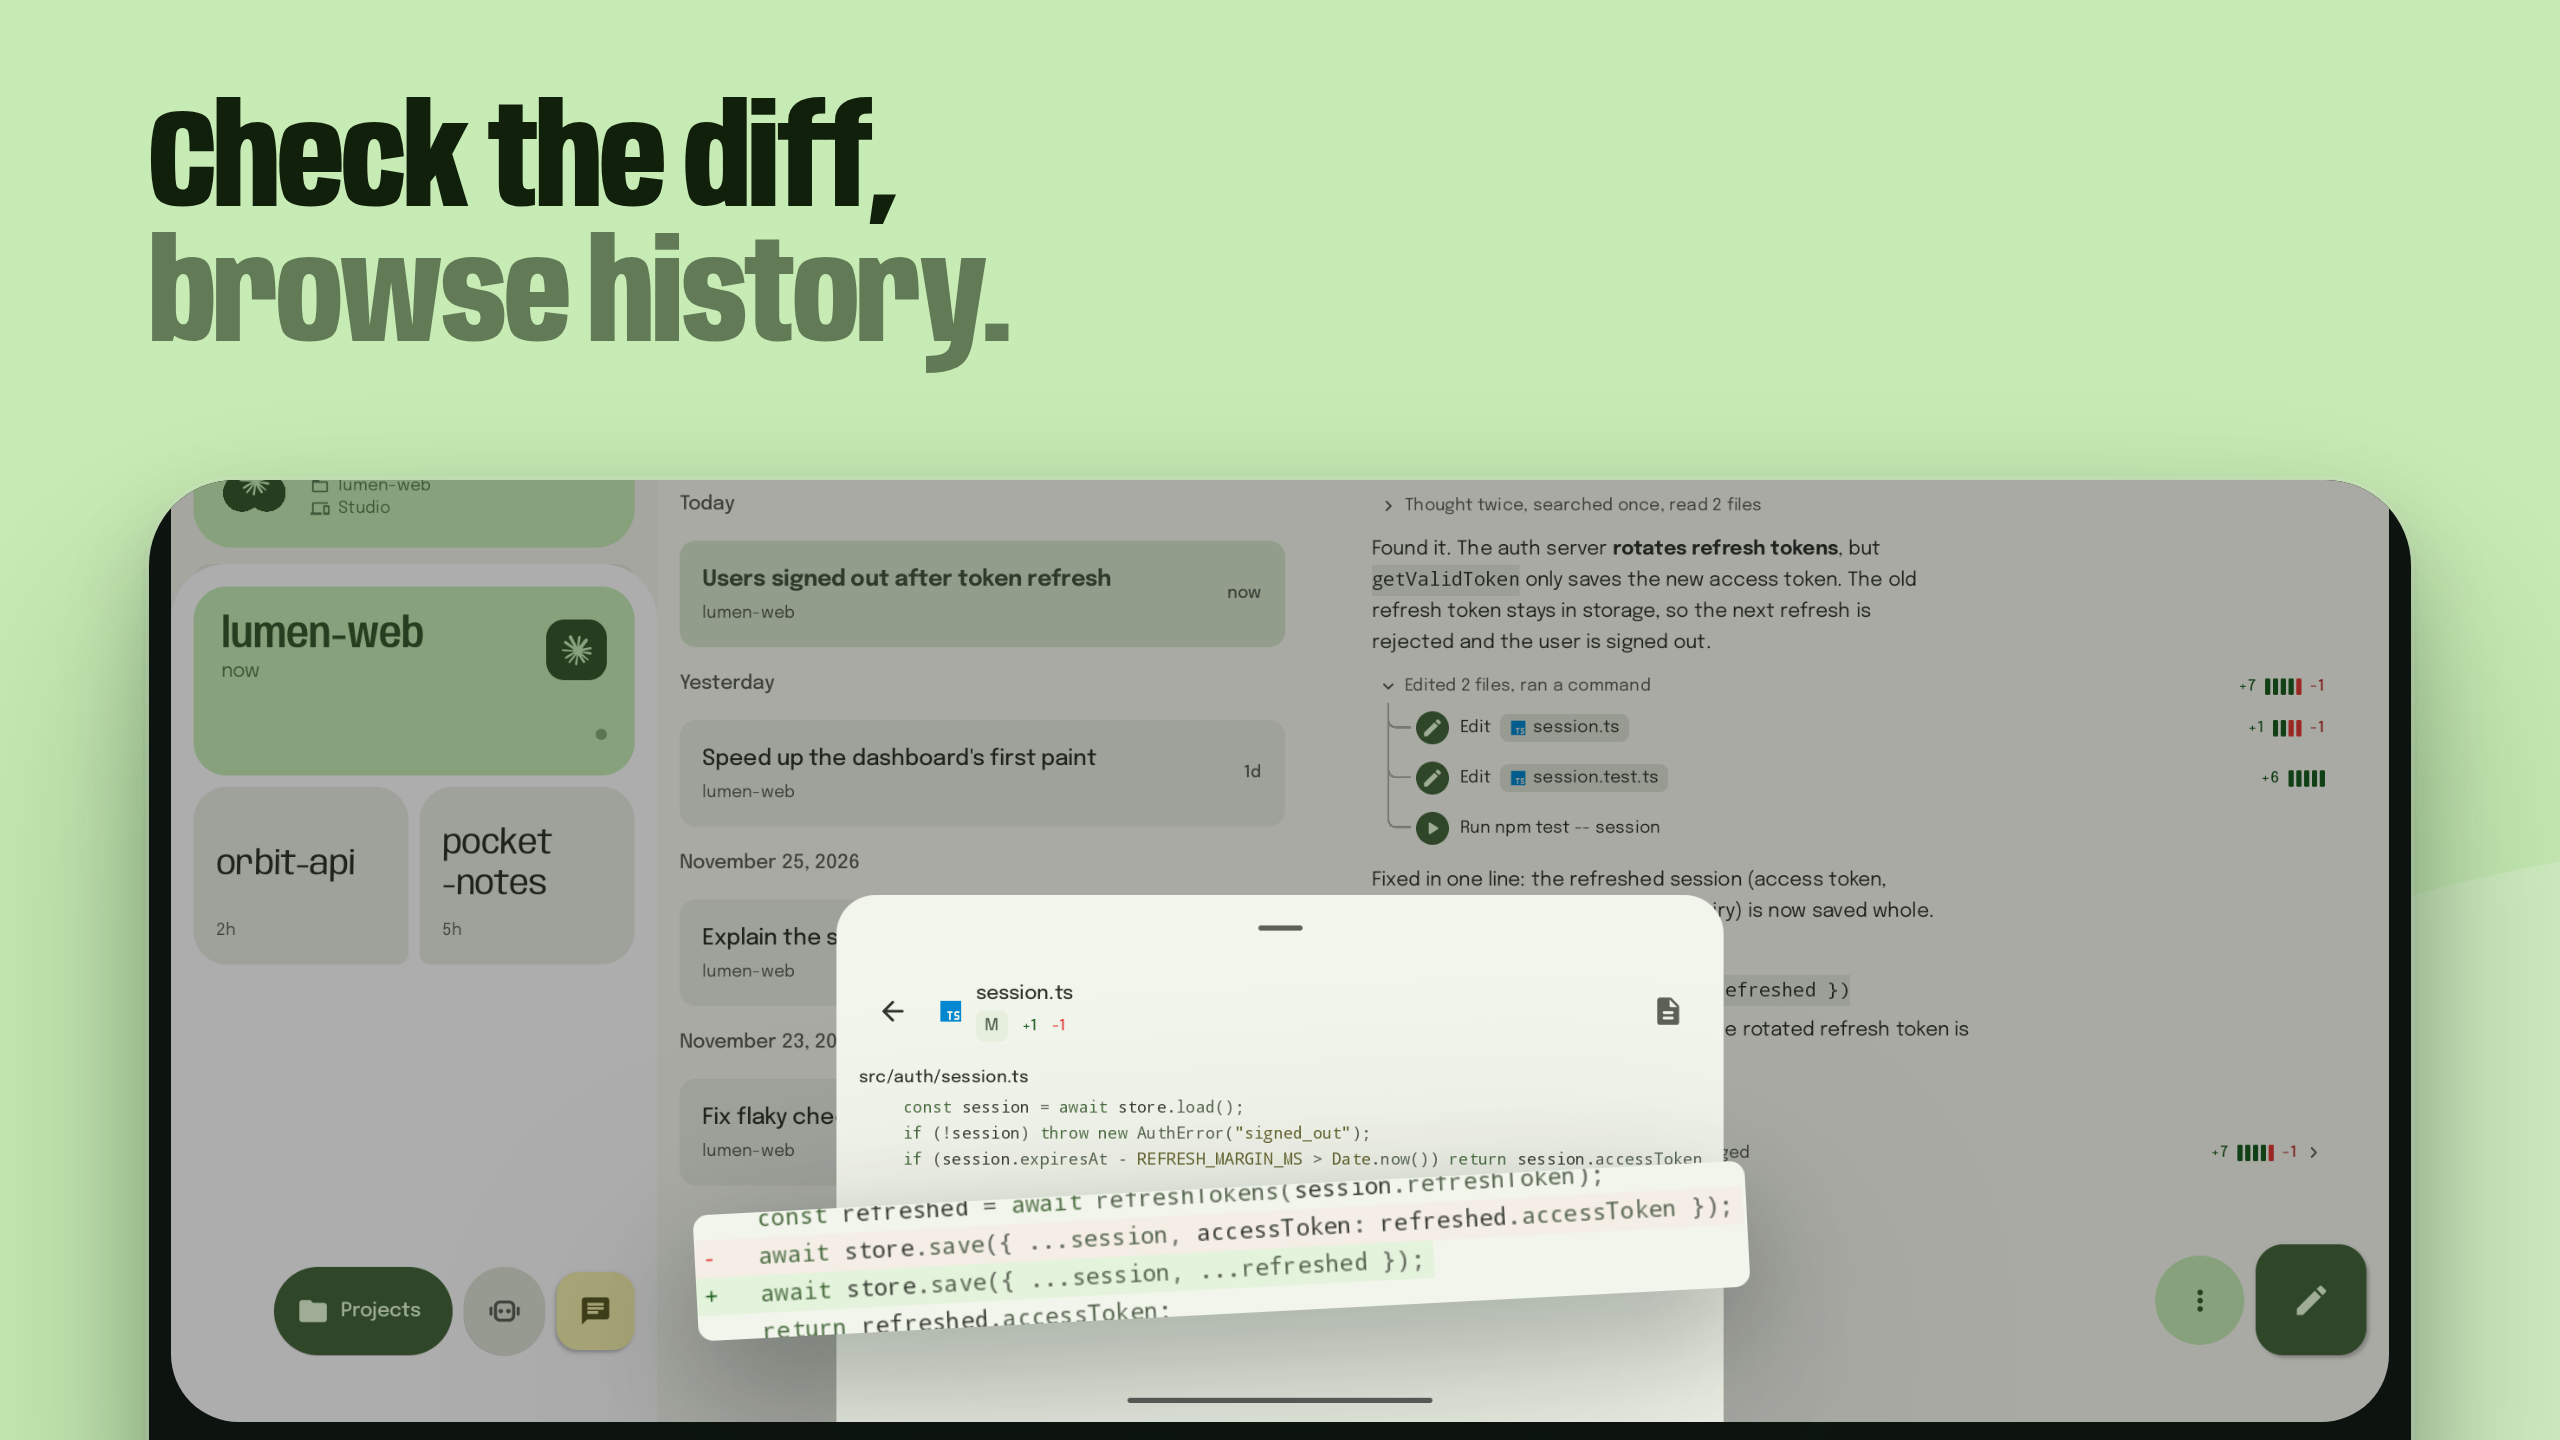 Check the diff,
browse history.
lumen-web
Studio
lumen-web
now
orbit-api
2h
pocket
-notes
5h
Projects
Today
Users signed out after token refresh
lumen-web
now
Yesterday
Speed up the dashboard's first paint
lumen-web
1d
November 25, 2026
Explain the s
lumen-web
November 23, 20
Fix flaky che
lumen-web
Thought twice, searched once, read 2 files
Found it. The auth server rotates refresh tokens, but
getValidToken only saves the new access token. The old
refresh token stays in storage, so the next refresh is
rejected and the user is signed out.
Edited 2 files, ran a command +7 -1
Edit TS session.ts +1 -1
Edit TS session.test.ts +6
Run npm test -- session
Fixed in one line: the refreshed session (access token,
iry) is now saved whole.
efreshed })
e rotated refresh token is
ged +7 -1
TS session.ts
M +1 -1
src/auth/session.ts
const session = await store.load();
if (!session) throw new AuthError("signed_out");
if (session.expiresAt - REFRESH_MARGIN_MS > Date.now()) return session.accessToken
const refreshed = await refreshTokens(session.refreshToken);
- await store.save({ ...session, accessToken: refreshed.accessToken });
+ await store.save({ ...session, ...refreshed });
return refreshed.accessToken;